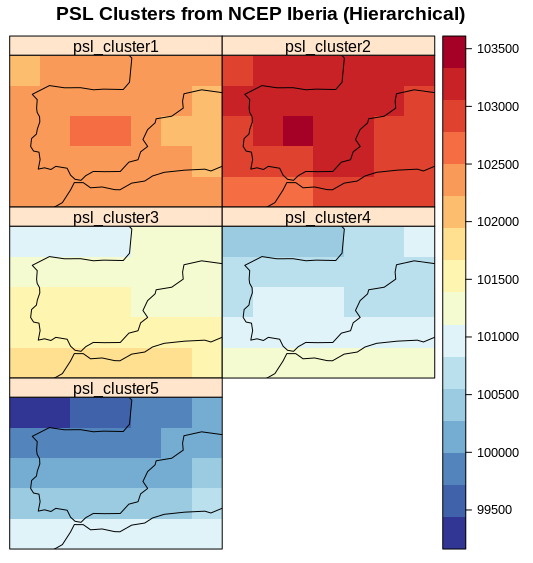 PSL Clusters from NCEP Iberia (Hierarchical)
psl_cluster1
psl_cluster2
psl_cluster3
psl_cluster4
psl_cluster5
103500
103000
102500
102000
101500
101000
100500
100000
99500